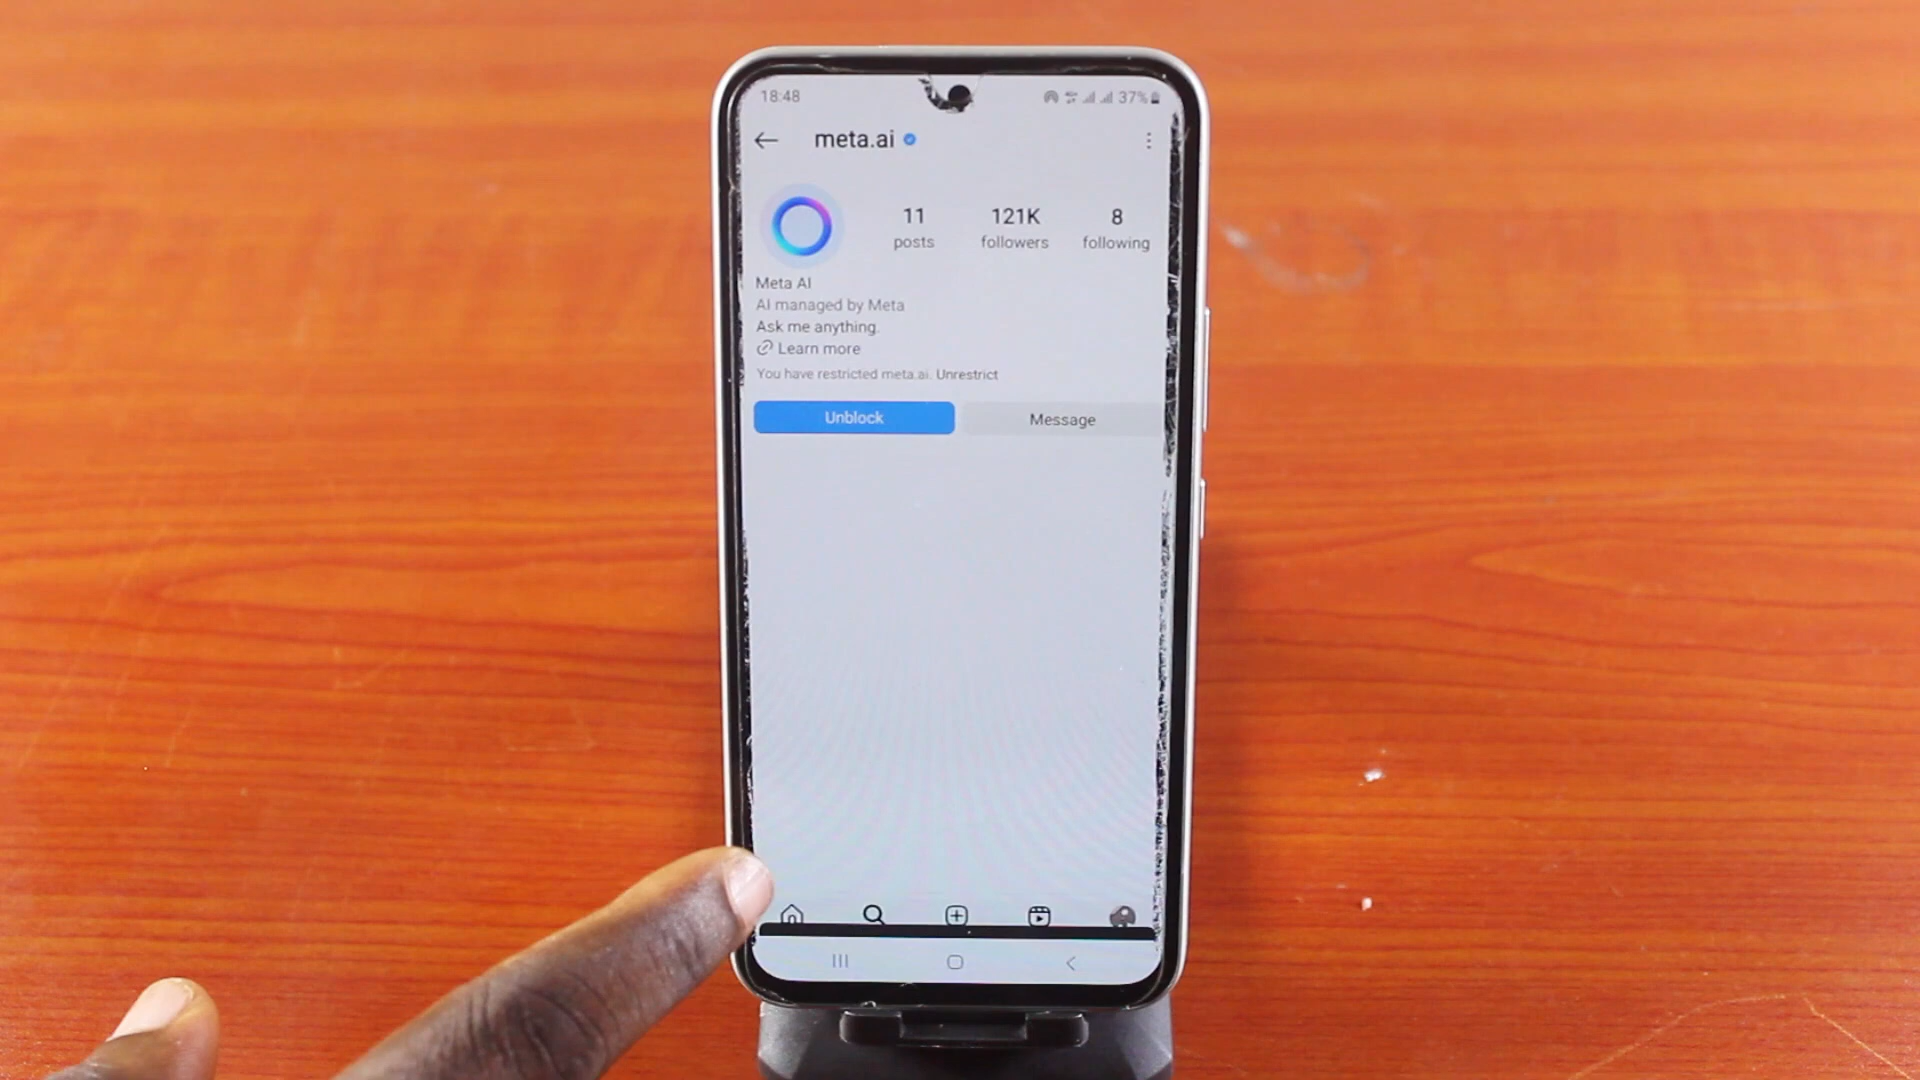 18:48 37%
meta.ai
11 121K 8
posts followers following
Meta AI
AI managed by Meta
Ask me anything.
Learn more
You have restricted meta.ai. Unrestrict
Unblock Message